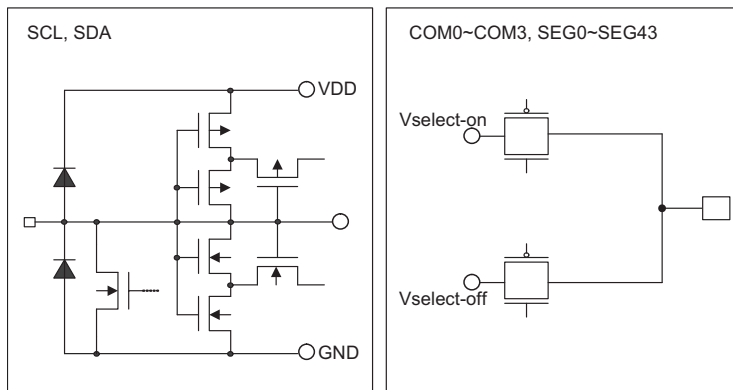 SCL, SDA
VDD
GND
COM0~COM3, SEG0~SEG43
Vselect-on
Vselect-off